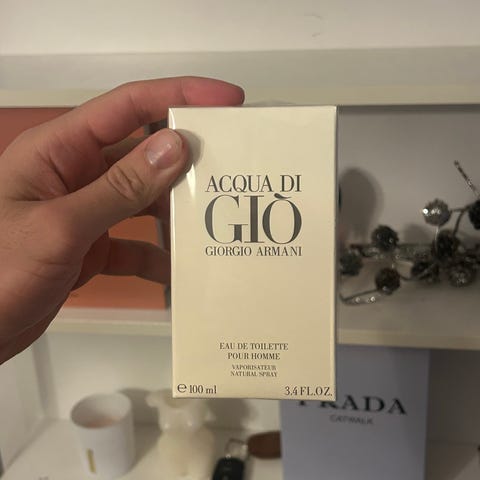 ACQUA DI
GIÒ
GIORGIO ARMANI
EAU DE TOILETTE
POUR HOMME
VAPORISATEUR
NATURAL SPRAY
℮ 100 ml 3.4 FL.OZ.
PRADA
CATWALK